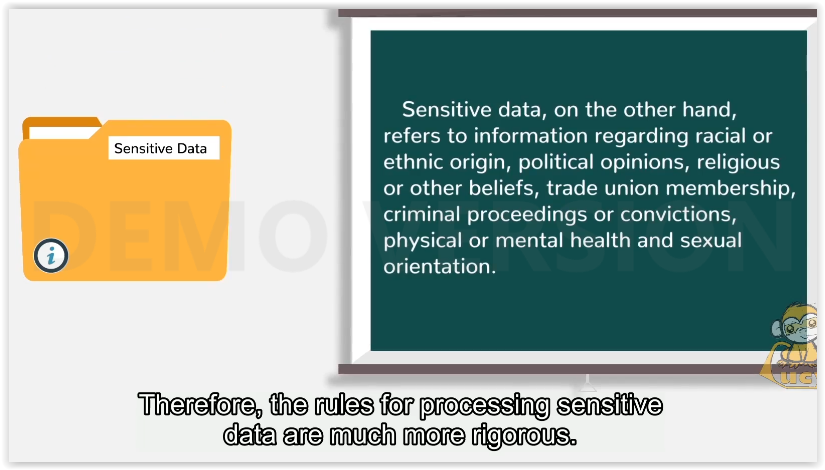 Sensitive Data
Sensitive data, on the other hand,
refers to information regarding racial or
ethnic origin, political opinions, religious
or other beliefs, trade union membership,
criminal proceedings or convictions,
physical or mental health and sexual
orientation.
DEMO VERSION
Therefore, the rules for processing sensitive
data are much more rigorous.